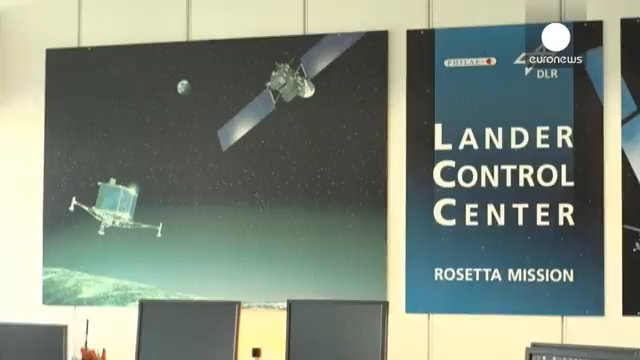 euronews
PHILAE
DLR
LANDER
CONTROL
CENTER
ROSETTA MISSION